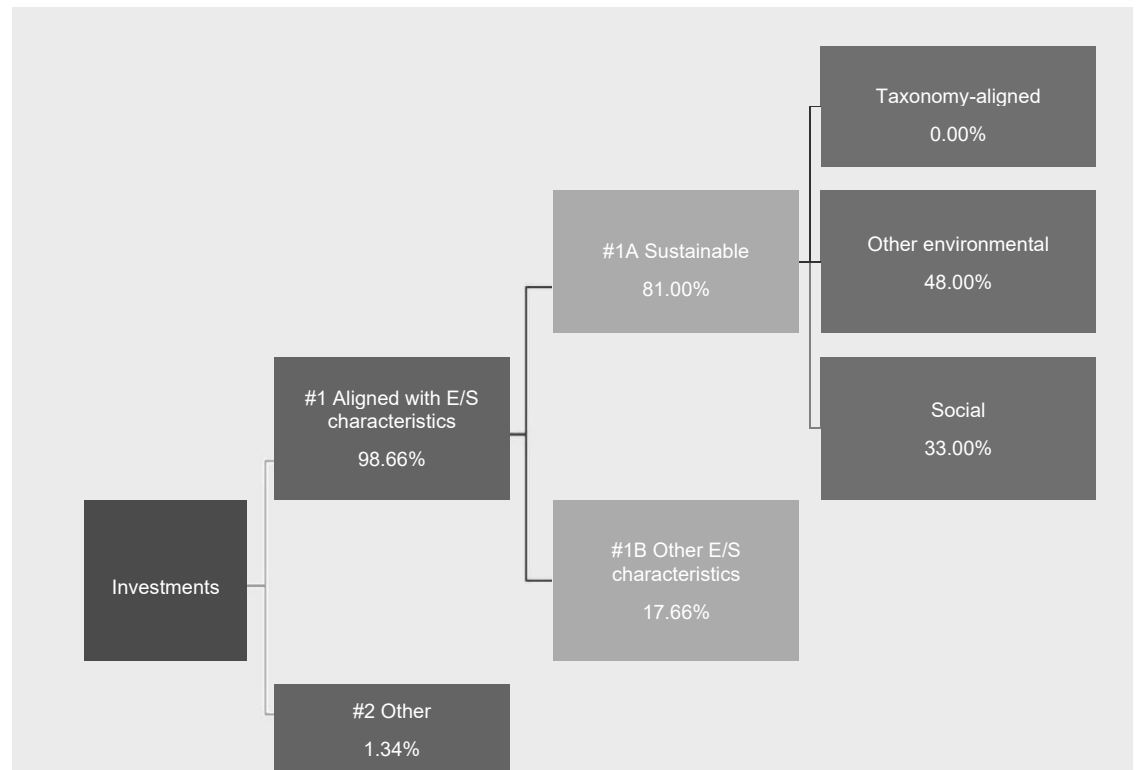 Taxonomy-aligned
0.00%
#1A Sustainable
81.00%
Other environmental
48.00%
#1 Aligned with E/S
characteristics
98.66%
Social
33.00%
Investments
#1B Other E/S
characteristics
17.66%
#2 Other
1.34%